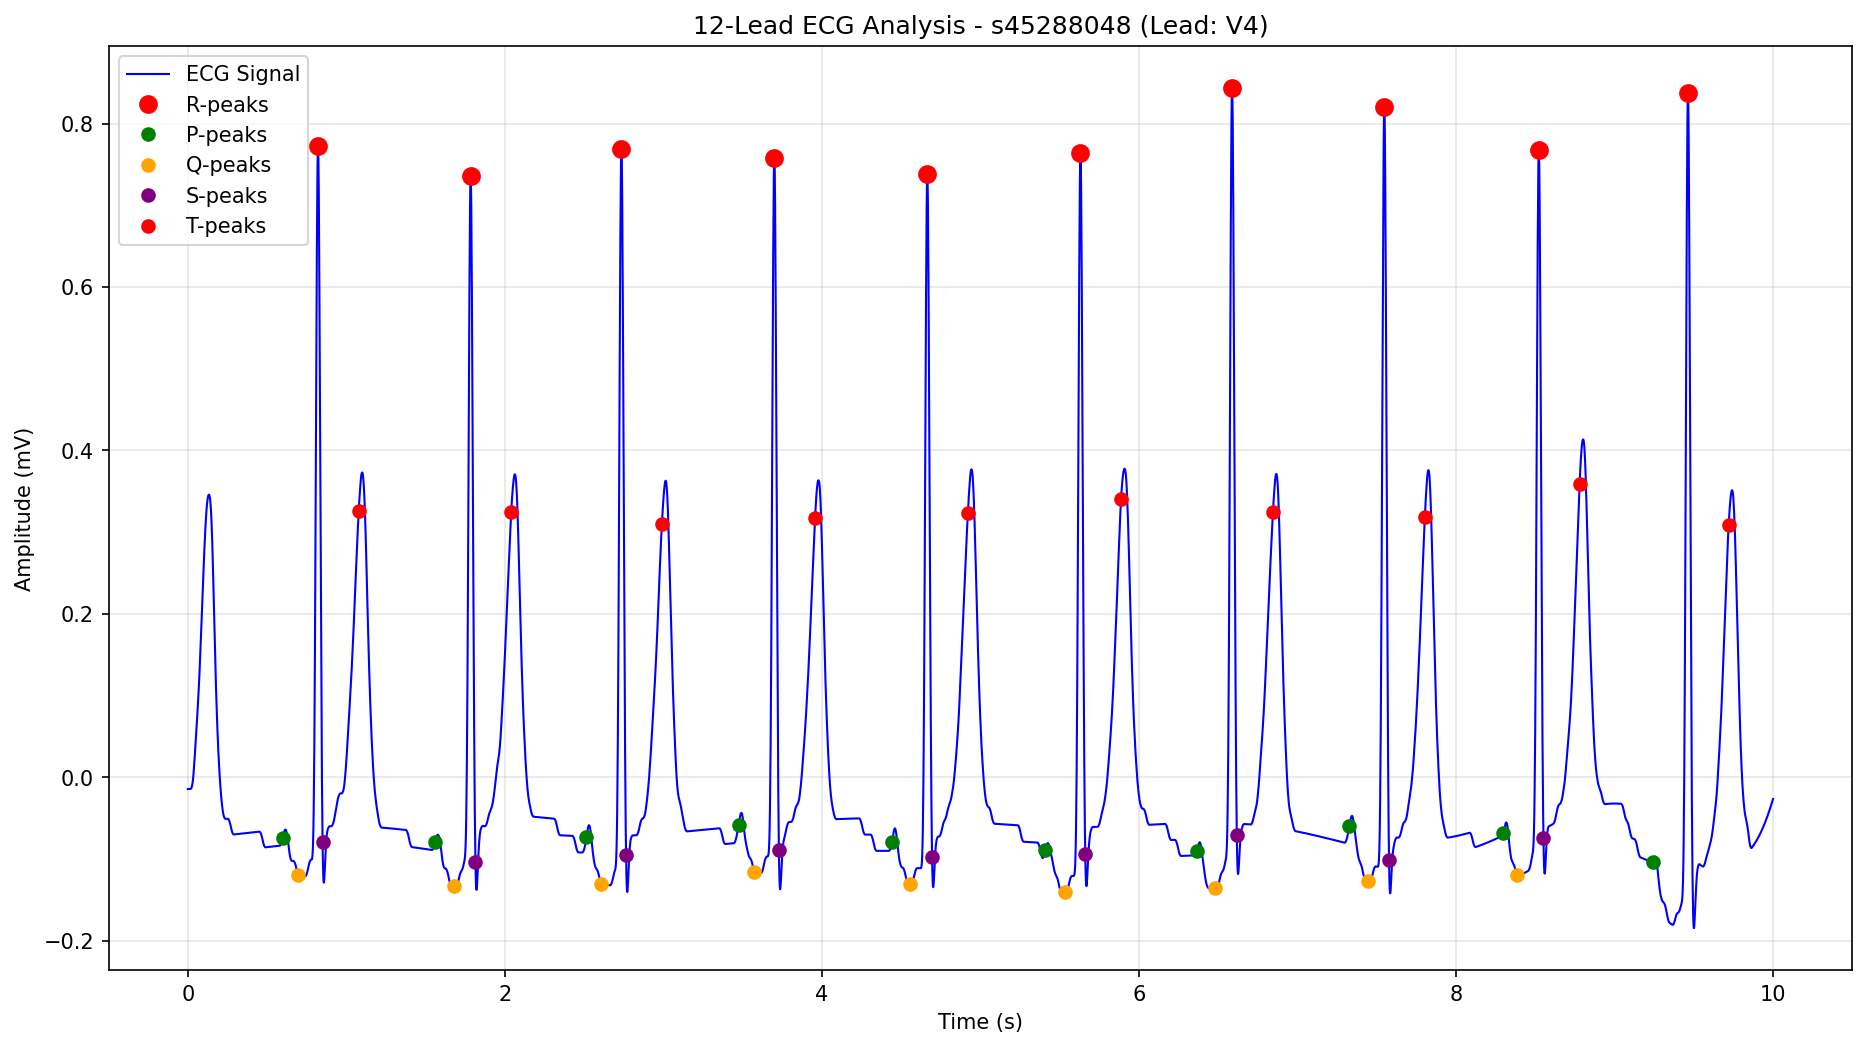 12-Lead ECG Analysis - s45288048 (Lead: V4)
ECG Signal
R-peaks
P-peaks
Q-peaks
S-peaks
T-peaks
Amplitude (mV)
0.8
0.6
0.4
0.2
0.0
−0.2
0 2 4 6 8 10
Time (s)